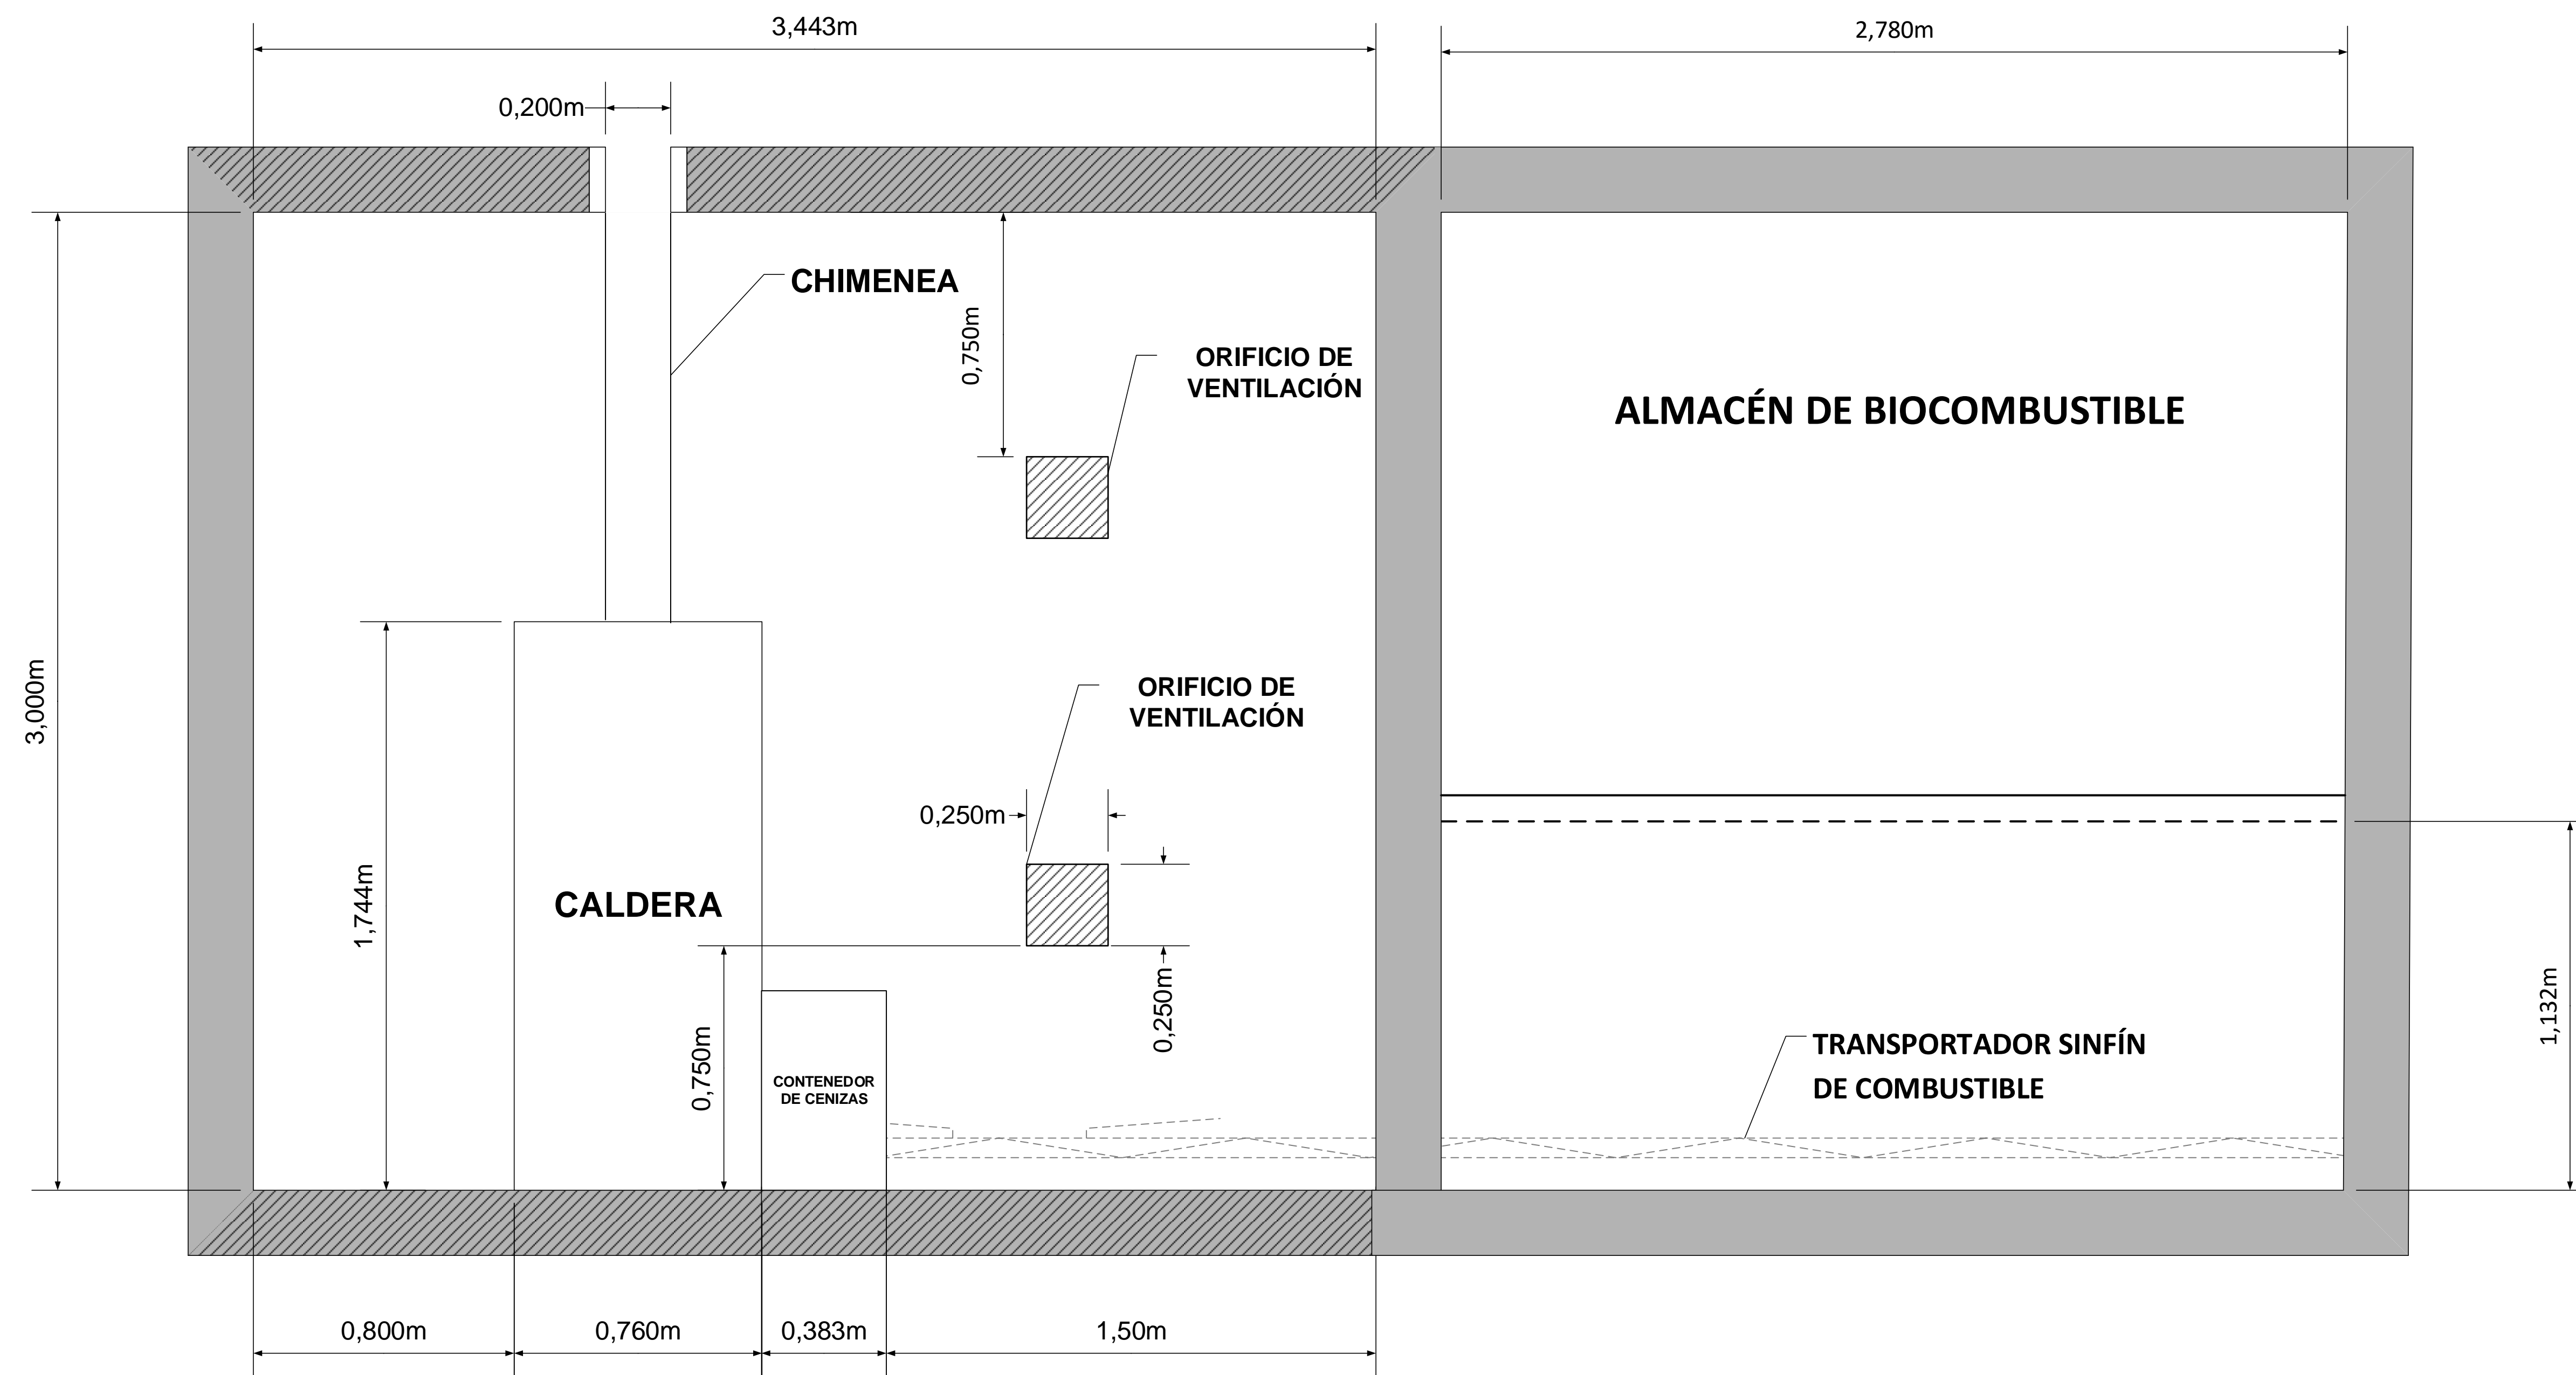 3,443m
2,780m
0,200m
CHIMENEA
0,750m
ORIFICIO DE
VENTILACIÓN
ALMACÉN DE BIOCOMBUSTIBLE
3,000m
ORIFICIO DE
VENTILACIÓN
0,250m
1,744m
CALDERA
0,250m
1,132m
0,750m
CONTENEDOR
DE CENIZAS
TRANSPORTADOR SINFÍN
DE COMBUSTIBLE
0,800m
0,760m
0,383m
1,50m